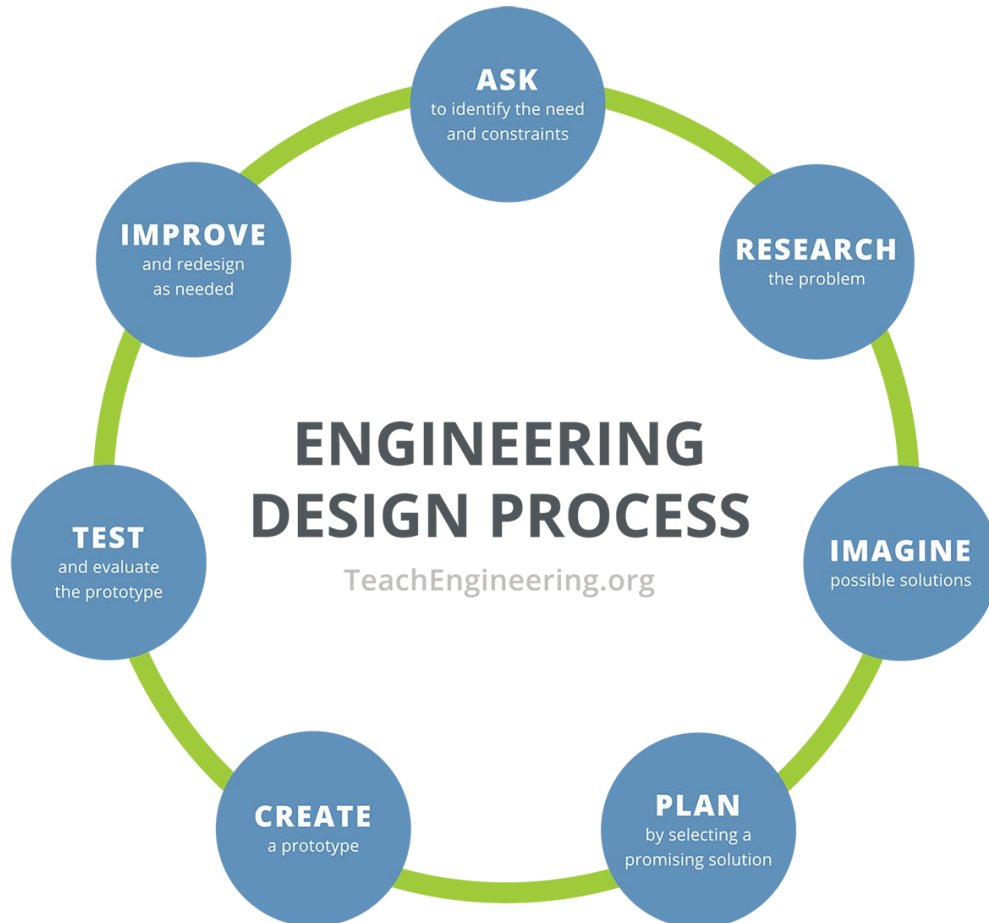 ASK
to identify the need
and constraints
RESEARCH
the problem
IMAGINE
possible solutions
PLAN
by selecting a
promising solution
CREATE
a prototype
TEST
and evaluate
the prototype
IMPROVE
and redesign
as needed
ENGINEERING
DESIGN PROCESS
TeachEngineering.org